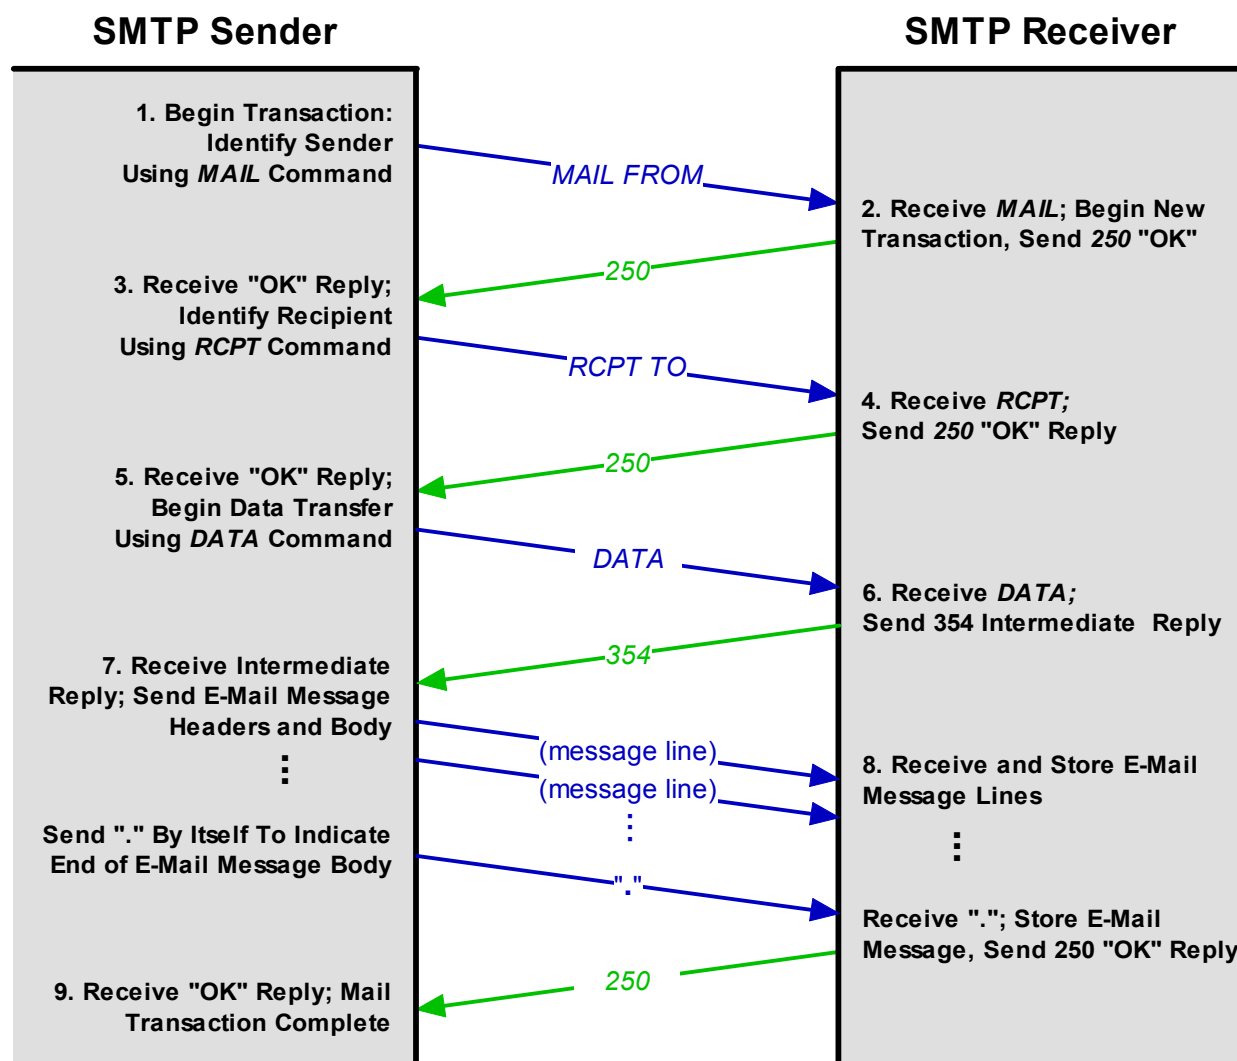 SMTP Sender
SMTP Receiver
1. Begin Transaction:
Identify Sender
Using MAIL Command
MAIL FROM
2. Receive MAIL; Begin New
Transaction, Send 250 "OK"
250
3. Receive "OK" Reply;
Identify Recipient
Using RCPT Command
RCPT TO
4. Receive RCPT;
Send 250 "OK" Reply
250
5. Receive "OK" Reply;
Begin Data Transfer
Using DATA Command
DATA
6. Receive DATA;
Send 354 Intermediate Reply
354
7. Receive Intermediate
Reply; Send E-Mail Message
Headers and Body
(message line)
(message line)
8. Receive and Store E-Mail
Message Lines
Send "." By Itself To Indicate
End of E-Mail Message Body
"."
Receive "."; Store E-Mail
Message, Send 250 "OK" Reply
250
9. Receive "OK" Reply; Mail
Transaction Complete